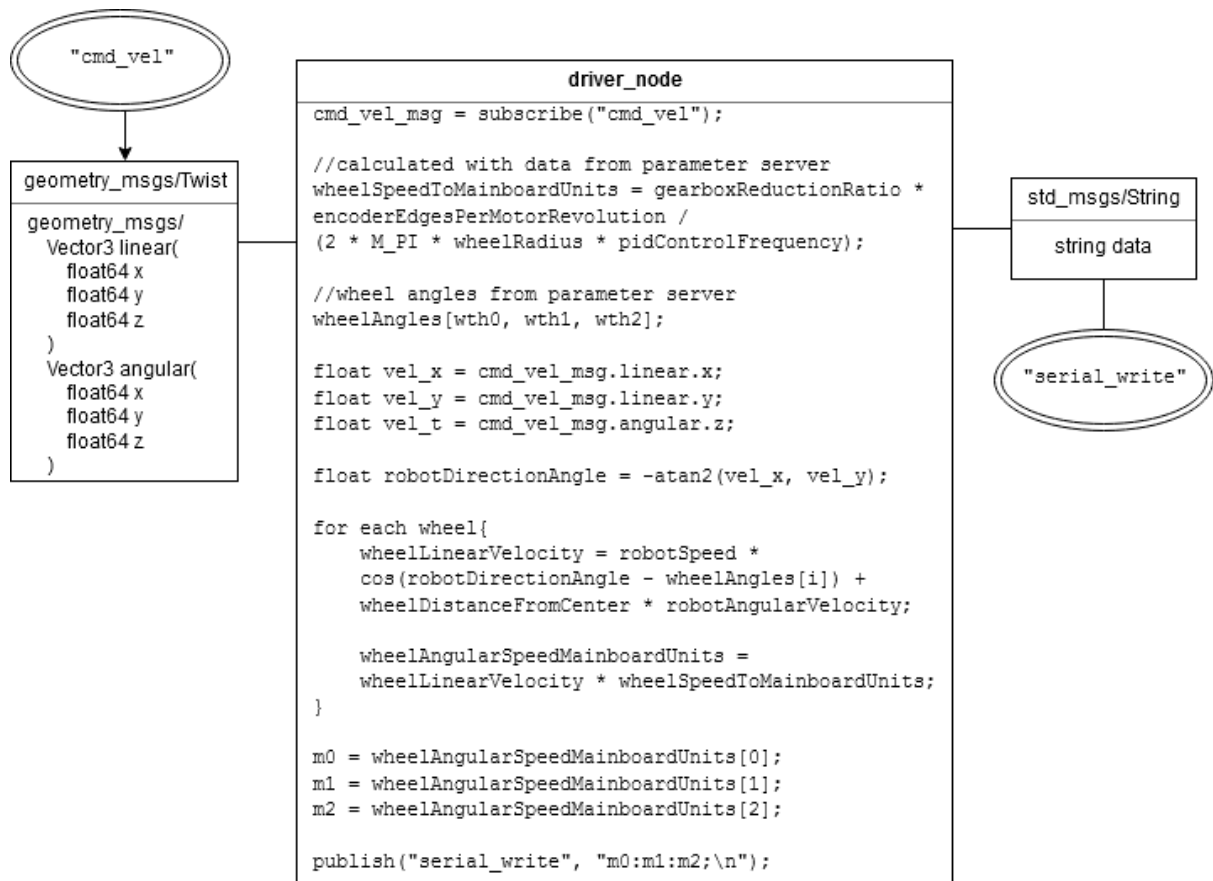 "cmd_vel"
geometry_msgs/Twist
geometry_msgs/
Vector3 linear(
float64 x
float64 y
float64 z
)
Vector3 angular(
float64 x
float64 y
float64 z
)
driver_node
cmd_vel_msg = subscribe("cmd_vel");
//calculated with data from parameter server
wheelSpeedToMainboardUnits = gearboxReductionRatio *
encoderEdgesPerMotorRevolution /
(2 * M_PI * wheelRadius * pidControlFrequency);
//wheel angles from parameter server
wheelAngles[wth0, wth1, wth2];
float vel_x = cmd_vel_msg.linear.x;
float vel_y = cmd_vel_msg.linear.y;
float vel_t = cmd_vel_msg.angular.z;
float robotDirectionAngle = -atan2(vel_x, vel_y);
for each wheel{
wheelLinearVelocity = robotSpeed *
cos(robotDirectionAngle - wheelAngles[i]) +
wheelDistanceFromCenter * robotAngularVelocity;
wheelAngularSpeedMainboardUnits =
wheelLinearVelocity * wheelSpeedToMainboardUnits;
}
m0 = wheelAngularSpeedMainboardUnits[0];
m1 = wheelAngularSpeedMainboardUnits[1];
m2 = wheelAngularSpeedMainboardUnits[2];
publish("serial_write", "m0:m1:m2;\n");
std_msgs/String
string data
"serial_write"